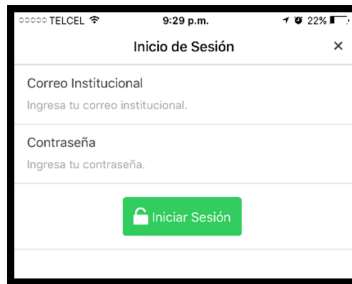 TELCEL 9:29 p.m. 22%
Inicio de Sesión ×
Correo Institucional
Ingresa tu correo institucional.
Contraseña
Ingresa tu contraseña.
Iniciar Sesión